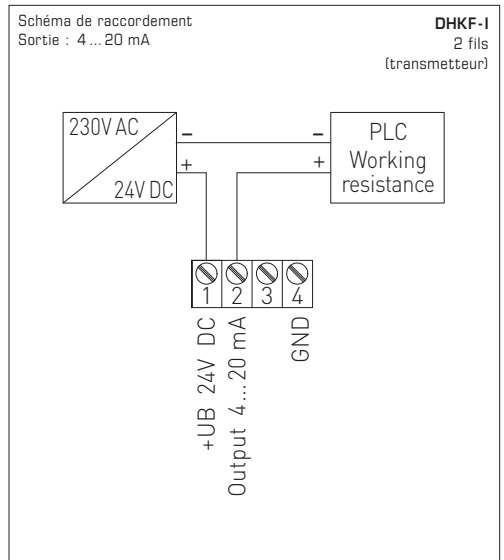 Schéma de raccordement
Sortie : 4 ... 20 mA
DHKF-I
2 fils
(transmetteur)
230V AC
24V DC
–
+
–
+
PLC
Working
resistance
1 2 3 4
+UB 24V DC
Output 4...20 mA
GND